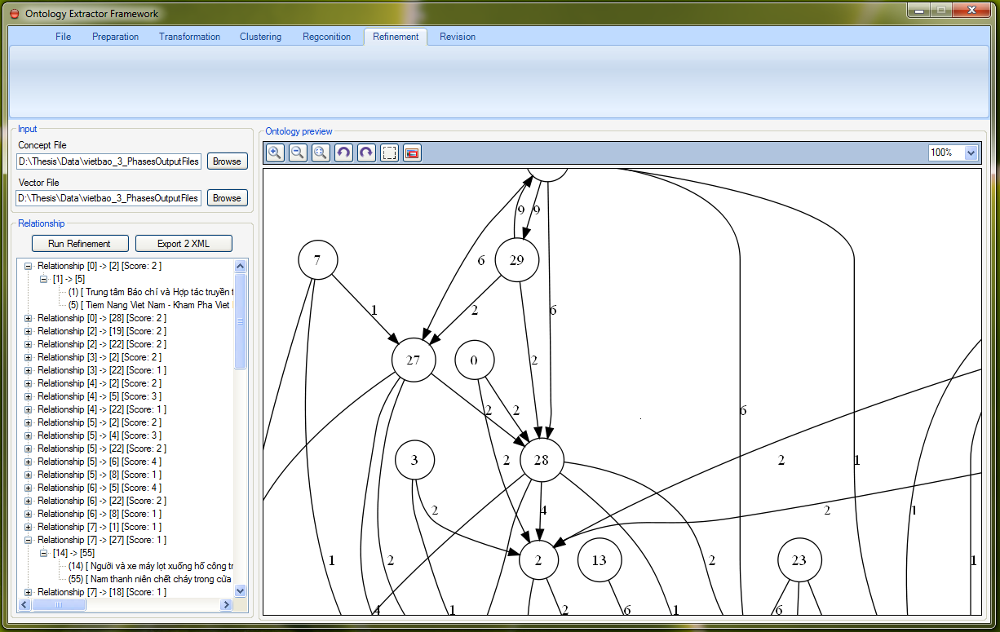 Ontology Extractor Framework
File Preparation Transformation Clustering Regconition Refinement Revision
Input
Concept File
D:\Thesis\Data\vietbao_3_PhasesOutputFiles Browse
Vector File
D:\Thesis\Data\vietbao_3_PhasesOutputFiles Browse
Relationship
Run Refinement Export 2 XML
Relationship [0] -> [2] [Score: 2 ]
[1] -> [5]
(1) [ Trung tâm Báo chí và Hợp tác truyền
(5) [ Tiem Nang Viet Nam - Kham Pha Viet
Relationship [0] -> [28] [Score: 2 ]
Relationship [2] -> [19] [Score: 2 ]
Relationship [2] -> [22] [Score: 2 ]
Relationship [3] -> [2] [Score: 2 ]
Relationship [3] -> [22] [Score: 1 ]
Relationship [4] -> [2] [Score: 2 ]
Relationship [4] -> [5] [Score: 3 ]
Relationship [4] -> [22] [Score: 1 ]
Relationship [5] -> [2] [Score: 2 ]
Relationship [5] -> [4] [Score: 3 ]
Relationship [5] -> [22] [Score: 2 ]
Relationship [5] -> [6] [Score: 4 ]
Relationship [5] -> [8] [Score: 1 ]
Relationship [6] -> [5] [Score: 4 ]
Relationship [6] -> [22] [Score: 2 ]
Relationship [6] -> [8] [Score: 1 ]
Relationship [7] -> [1] [Score: 1 ]
Relationship [7] -> [27] [Score: 1 ]
[14] -> [55]
(14) [ Người và xe máy lọt xuống hố công
(55) [ Nam thanh niên chết cháy trong cửa
Relationship [7] -> [18] [Score: 1 ]
Ontology preview
100%
9 9
7 6 29
1 2 6
27 0 2
2 2 6
3 2 28 2 1
2 4 2 1
1 2 2 13 2 23 1
4 1 2 6 1 6